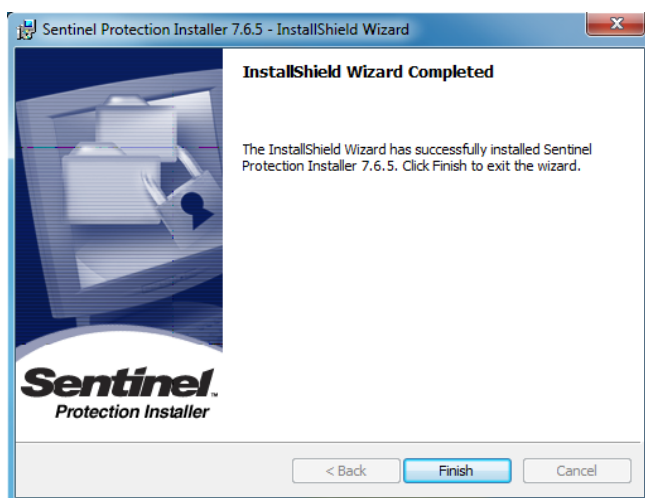 Sentinel Protection Installer 7.6.5 - InstallShield Wizard
InstallShield Wizard Completed
The InstallShield Wizard has successfully installed Sentinel
Protection Installer 7.6.5. Click Finish to exit the wizard.
Sentinel™
Protection Installer
< Back
Finish
Cancel